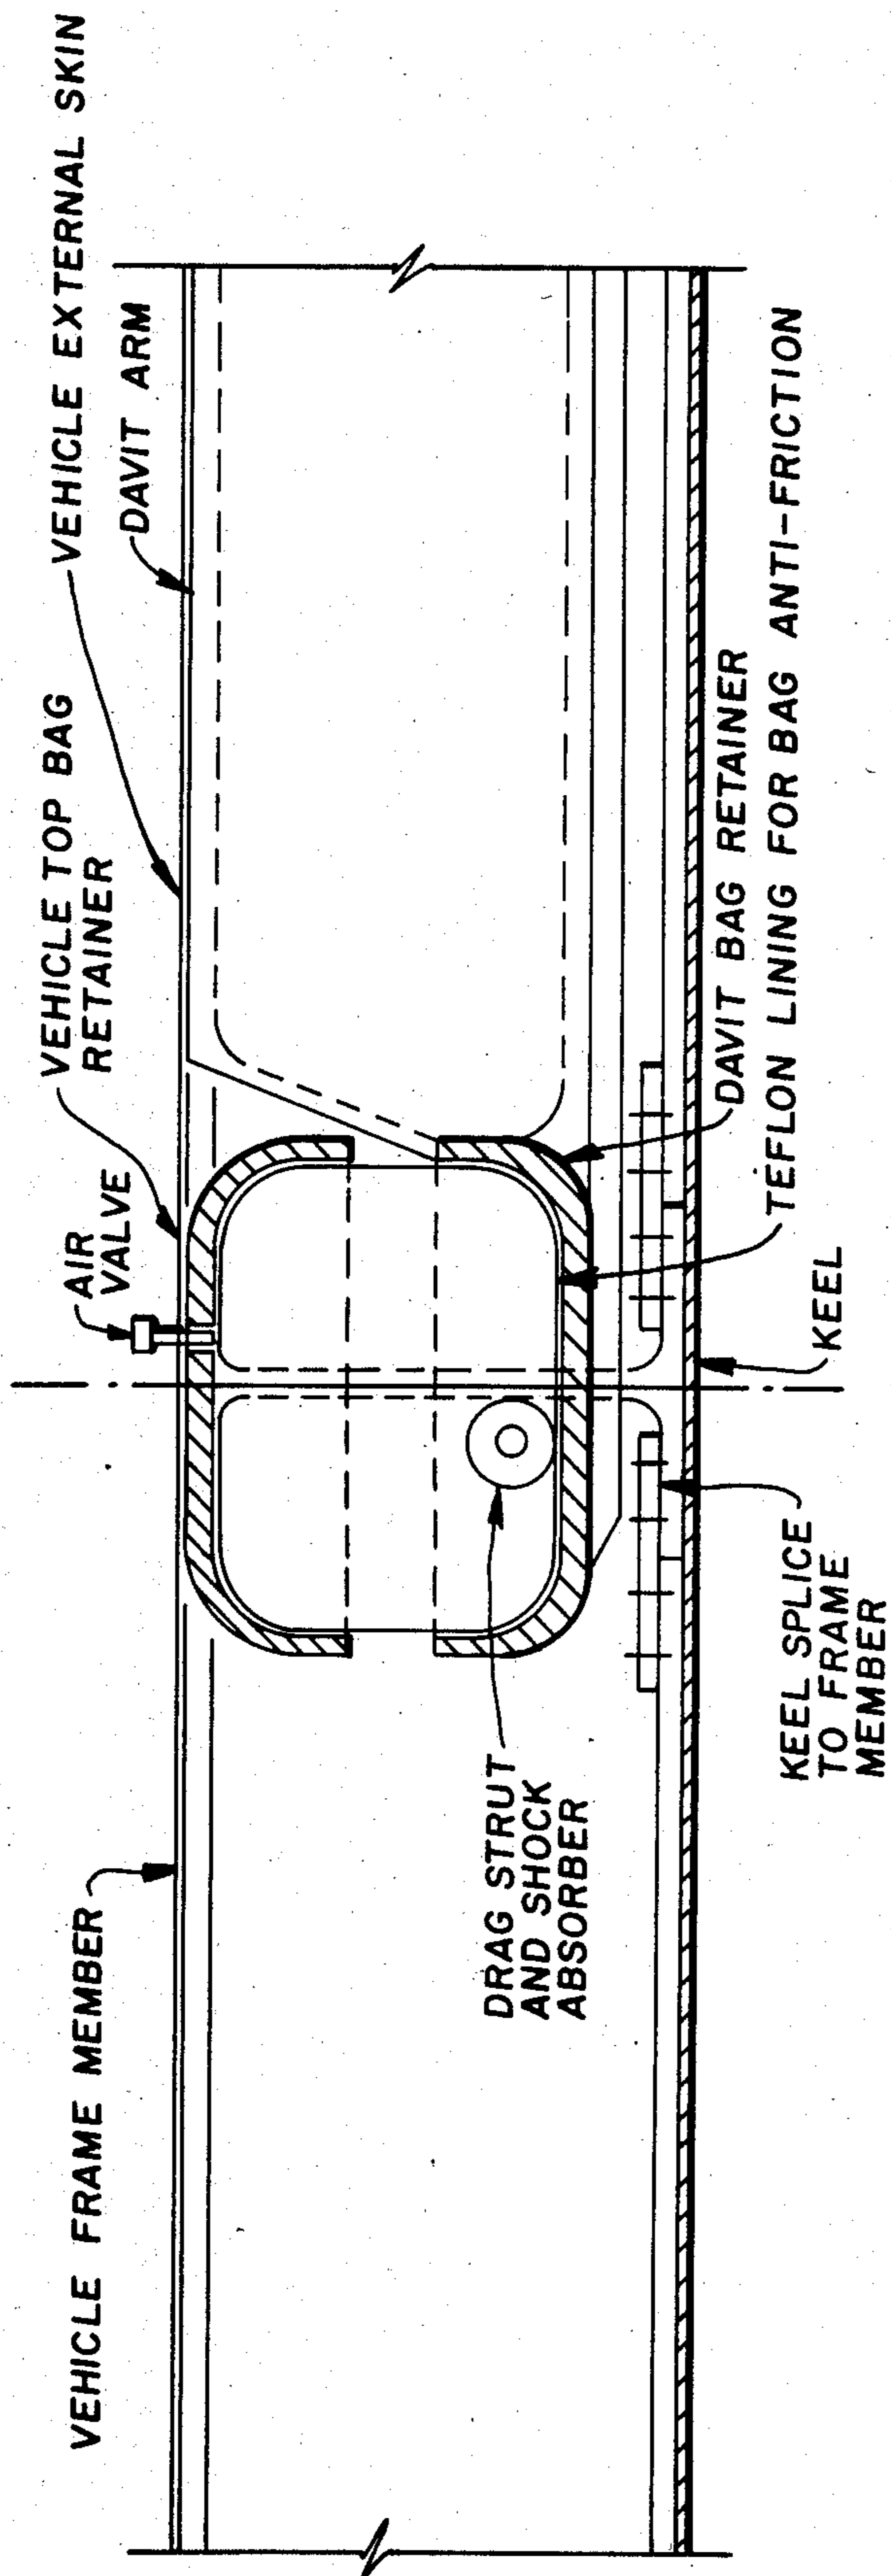 VEHICLE FRAME MEMBER
AIR
VALVE
VEHICLE TOP BAG
RETAINER
VEHICLE EXTERNAL SKIN
DAVIT ARM
DRAG STRUT
AND SHOCK
ABSORBER
KEEL SPLICE
TO FRAME
MEMBER
KEEL
DAVIT BAG RETAINER
TEFLON LINING FOR BAG ANTI-FRICTION